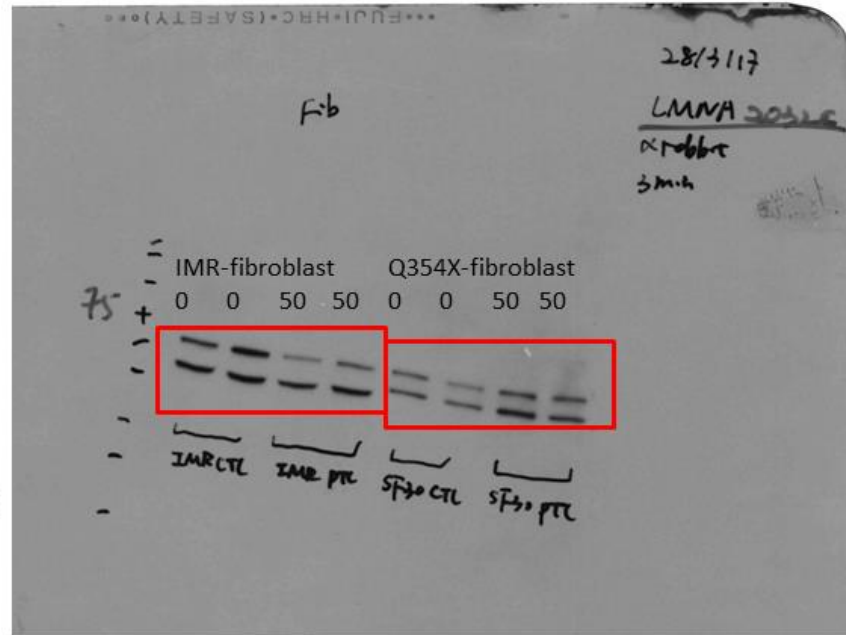 •••FUJI•HRC•(SAFETY)•••
28/3/17
Fib
LMNA 20326
α rabbit
3 min
IMR-fibroblast Q354X-fibroblast
0 0 50 50 0 0 50 50
75 +
IMR CTL IMR PTC SF30 CTL SF30 PTC